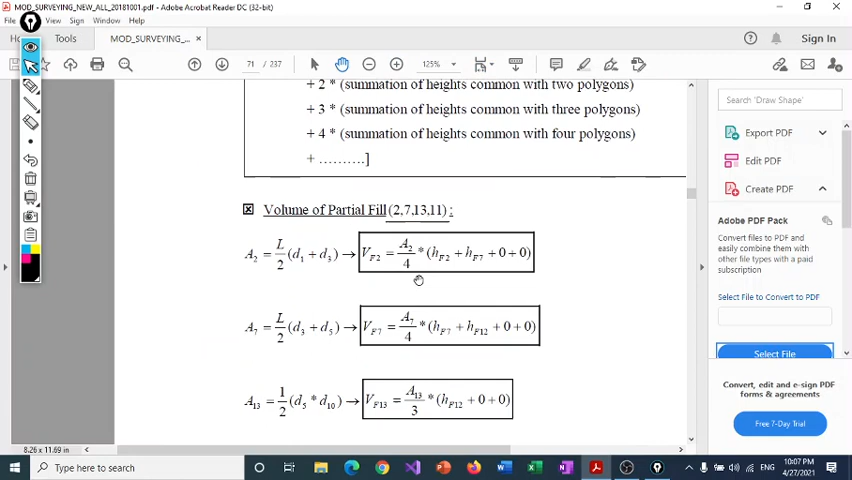 MOD_SURVEYING_NEW_ALL_20181001.pdf - Adobe Acrobat Reader DC (32-bit)
View Sign Window Help
Tools MOD_SURVEYING_... × Sign In
71 / 237 125%
+ 2 * (summation of heights common with two polygons)
+ 3 * (summation of heights common with three polygons)
+ 4 * (summation of heights common with four polygons)
+ ……….]
Volume of Partial Fill (2,7,13,11) :
A₂ = L/2 (d₁ + d₃) → V_F2 = A₂/4 * (h_F2 + h_F7 + 0 + 0)
A₇ = L/2 (d₃ + d₅) → V_F7 = A₇/4 * (h_F7 + h_F12 + 0 + 0)
A₁₃ = 1/2 (d₅ * d₁₀) → V_F13 = A₁₃/3 * (h_F12 + 0 + 0)
8.26 x 11.69 in
Search 'Draw Shape'
Export PDF
Edit PDF
Create PDF
Adobe PDF Pack
Convert files to PDF and
easily combine them with
other file types with a paid
subscription
Select File to Convert to PDF
Select File
Convert, edit and e-sign PDF
forms & agreements
Free 7-Day Trial
Type here to search
ENG
10:07 PM
4/27/2021